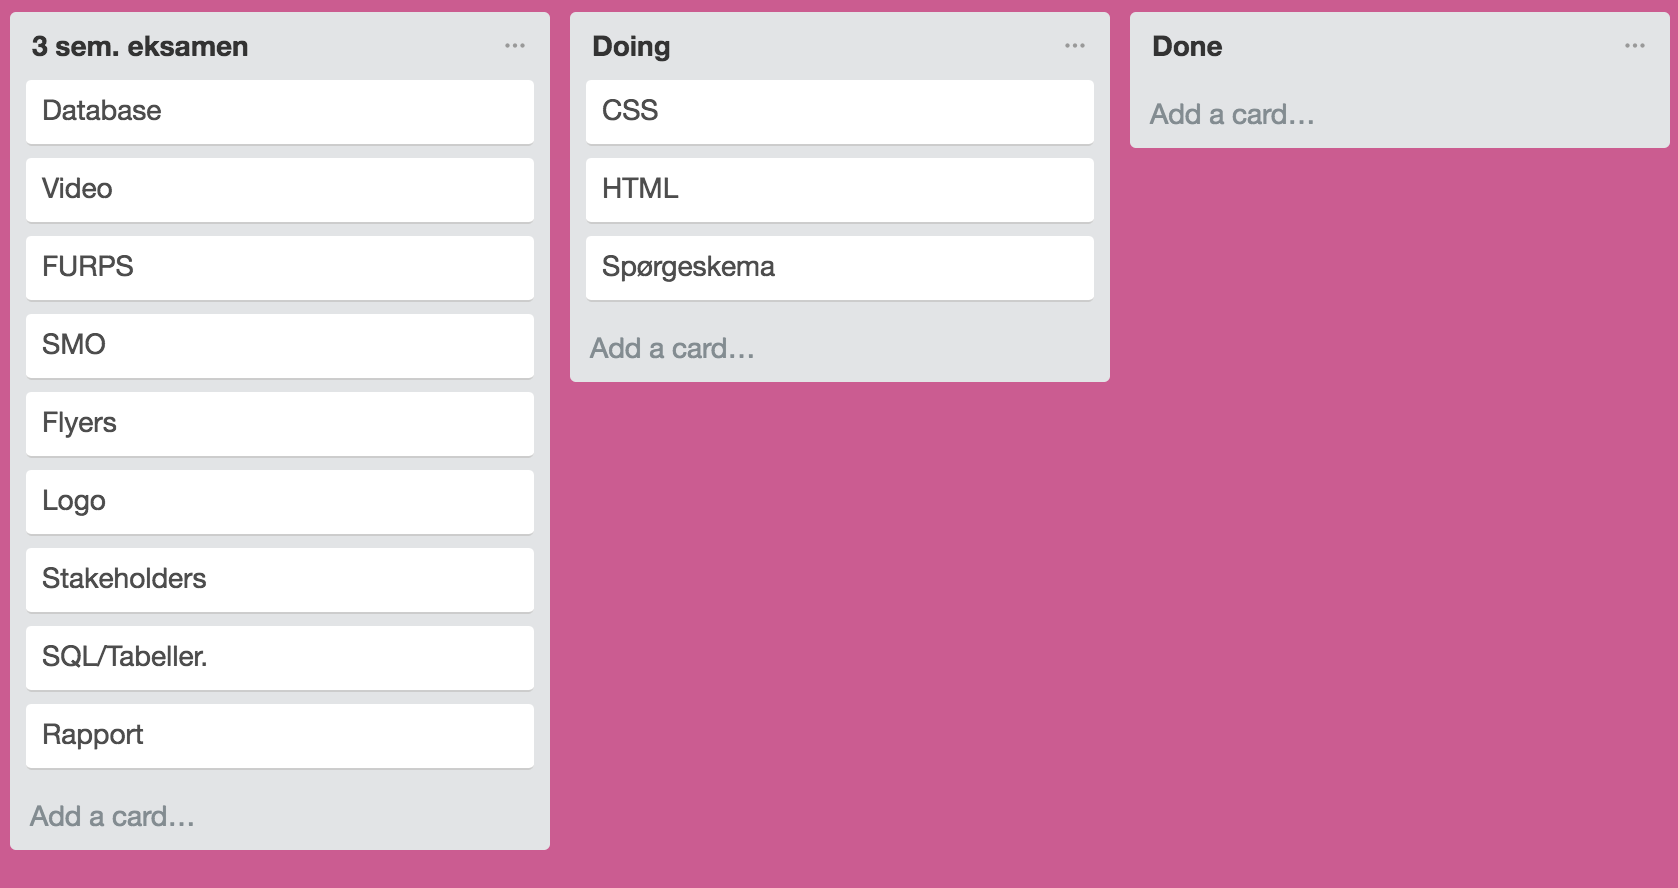 3 sem. eksamen
Database
Video
FURPS
SMO
Flyers
Logo
Stakeholders
SQL/Tabeller.
Rapport
Add a card…
Doing
CSS
HTML
Spørgeskema
Add a card…
Done
Add a card…